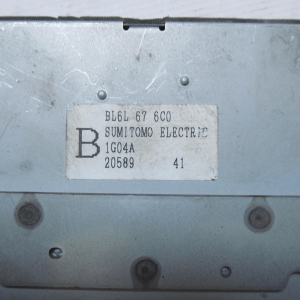 BL6L 67 6C0
B SUMITOMO ELECTRIC
1G04A
20589 41